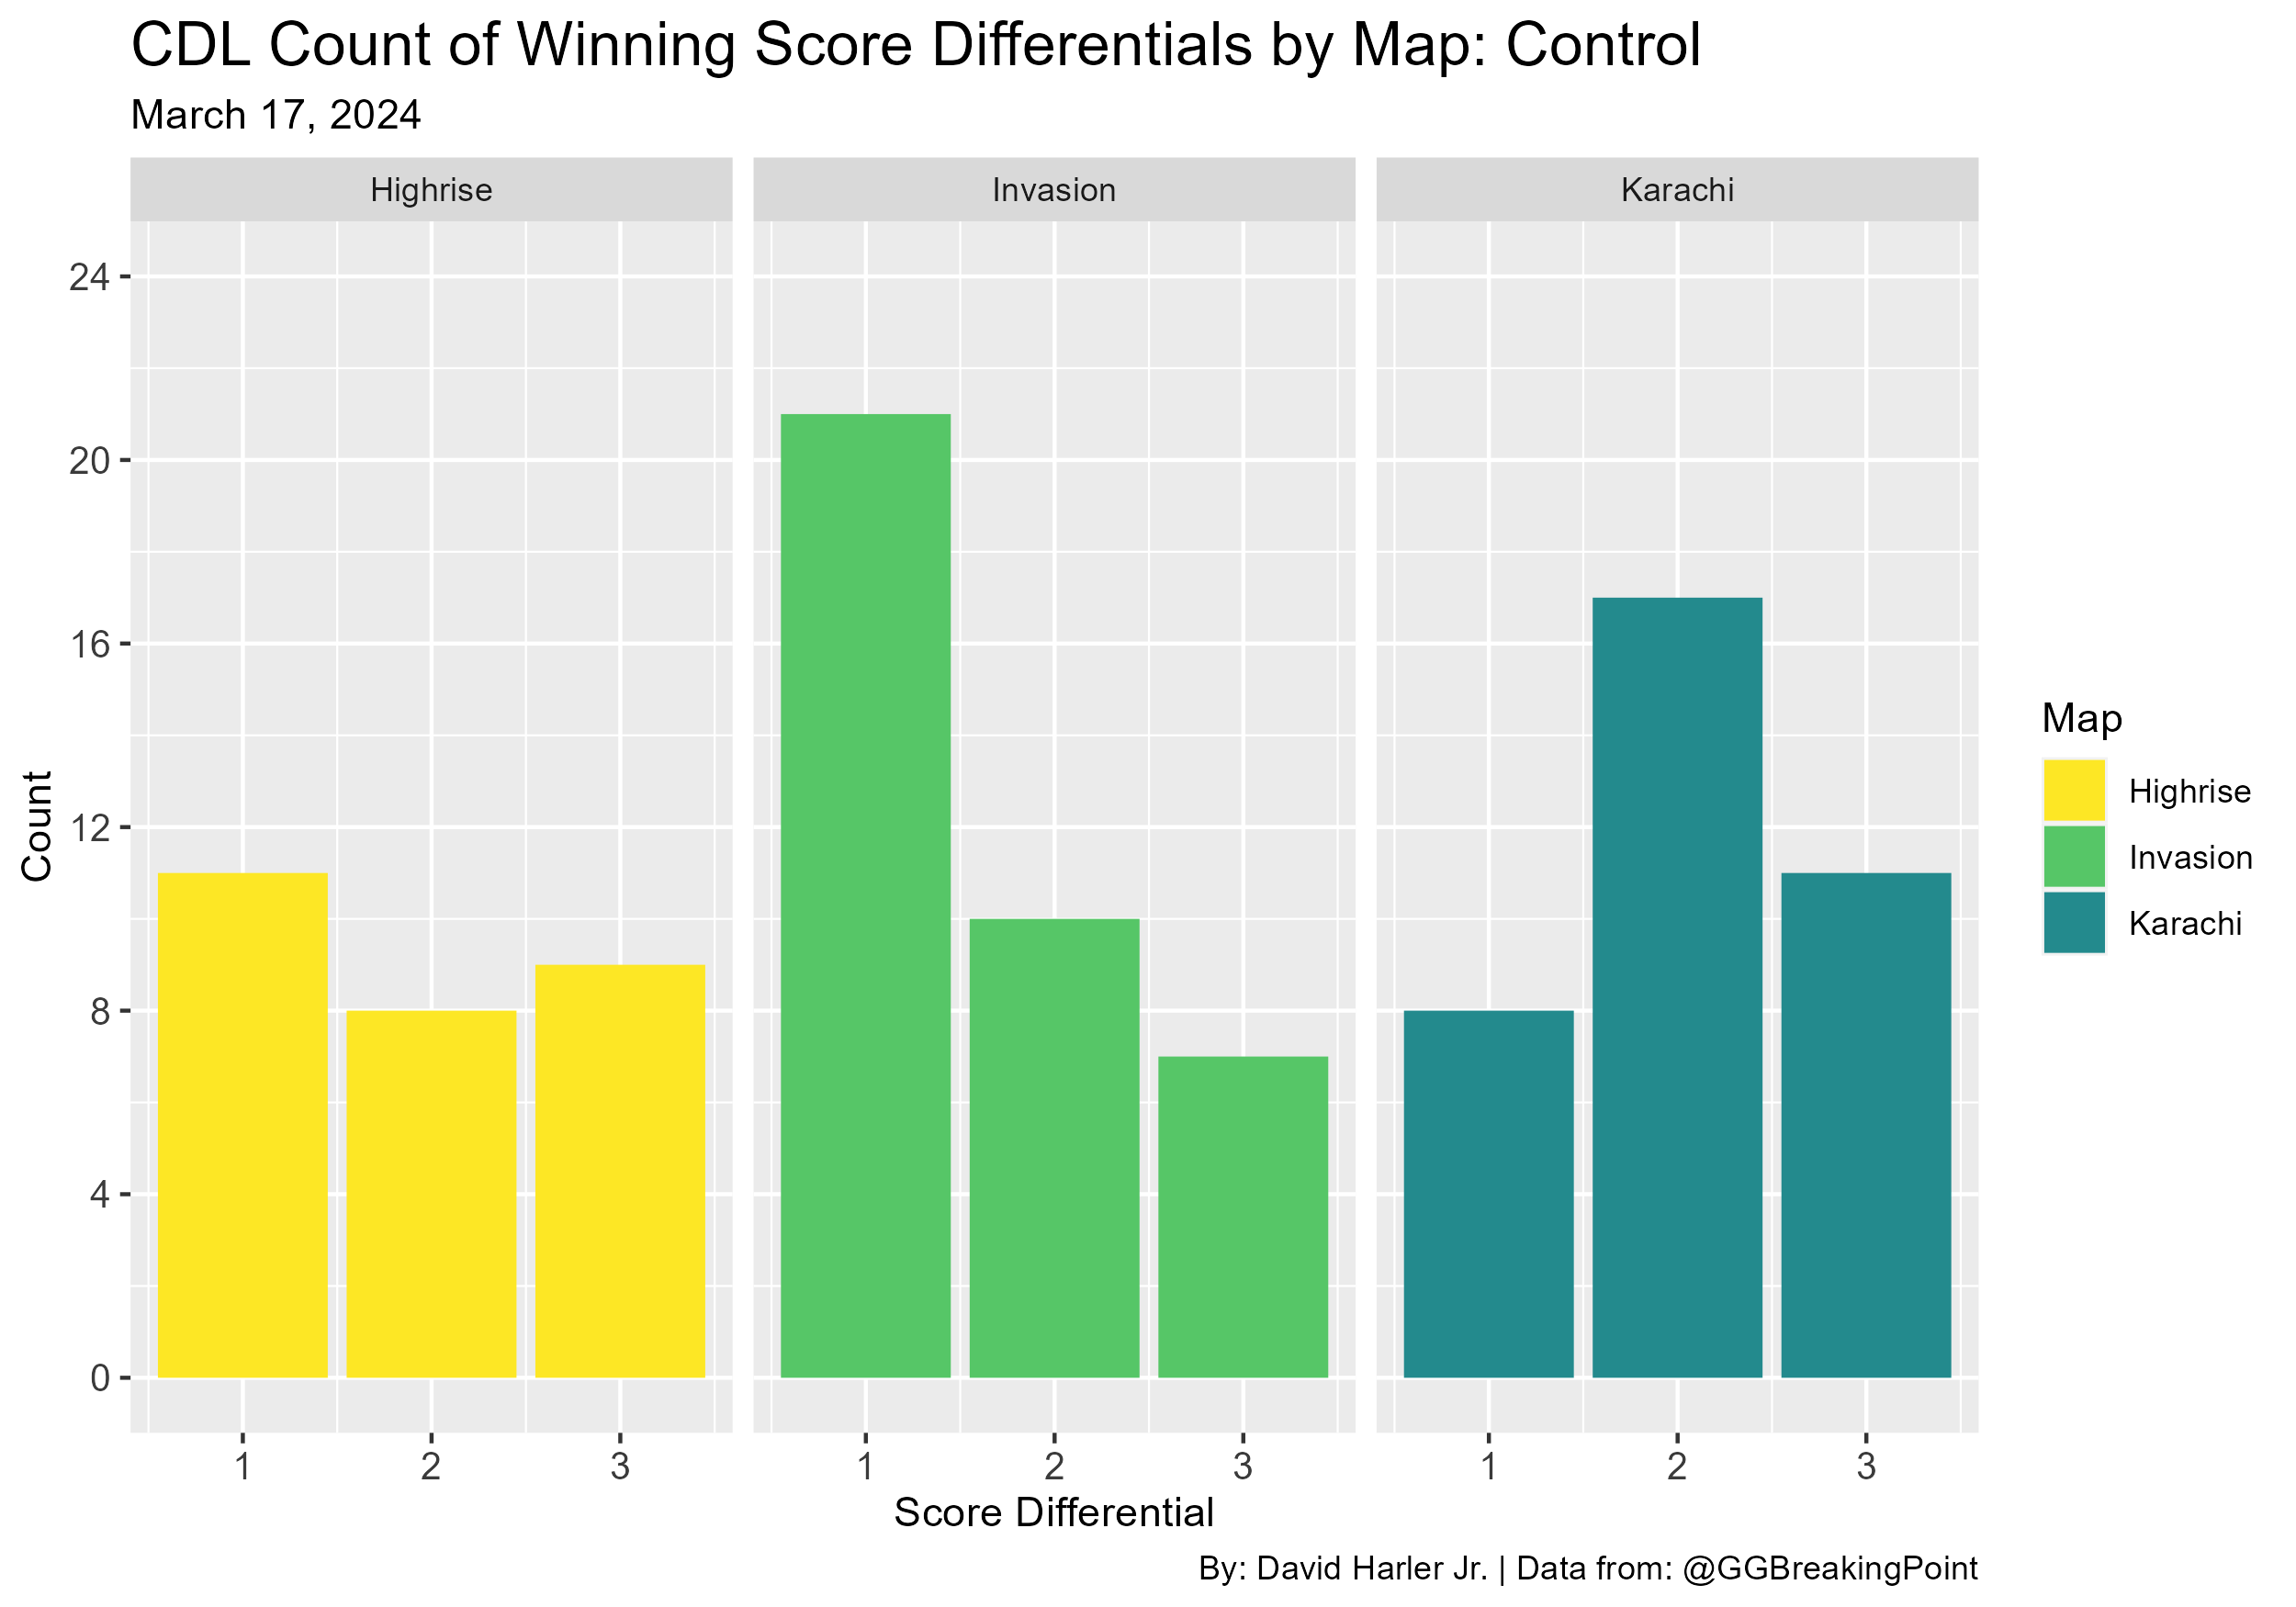 CDL Count of Winning Score Differentials by Map: Control
March 17, 2024
Highrise Invasion Karachi
24
20
16
12
8
4
0
Count
1 2 3 1 2 3 1 2 3
Score Differential
Map
Highrise
Invasion
Karachi
By: David Harler Jr. | Data from: @GGBreakingPoint